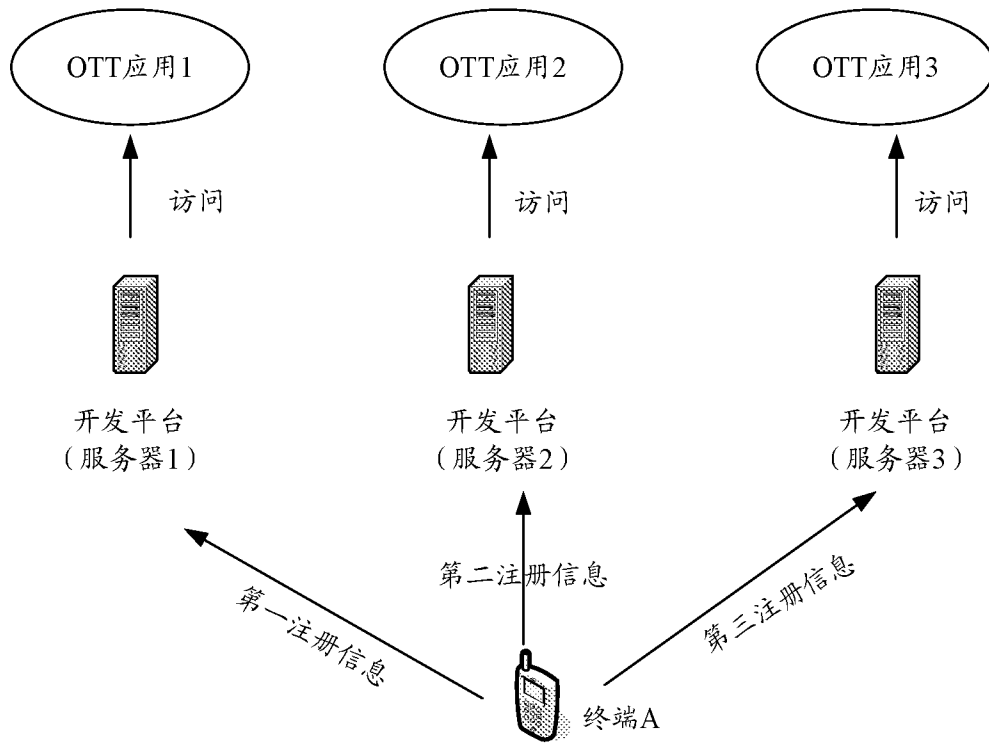 OTT应用1
OTT应用2
OTT应用3
访问
访问
访问
开发平台
（服务器1）
开发平台
（服务器2）
开发平台
（服务器3）
第一注册信息
第二注册信息
第三注册信息
终端A